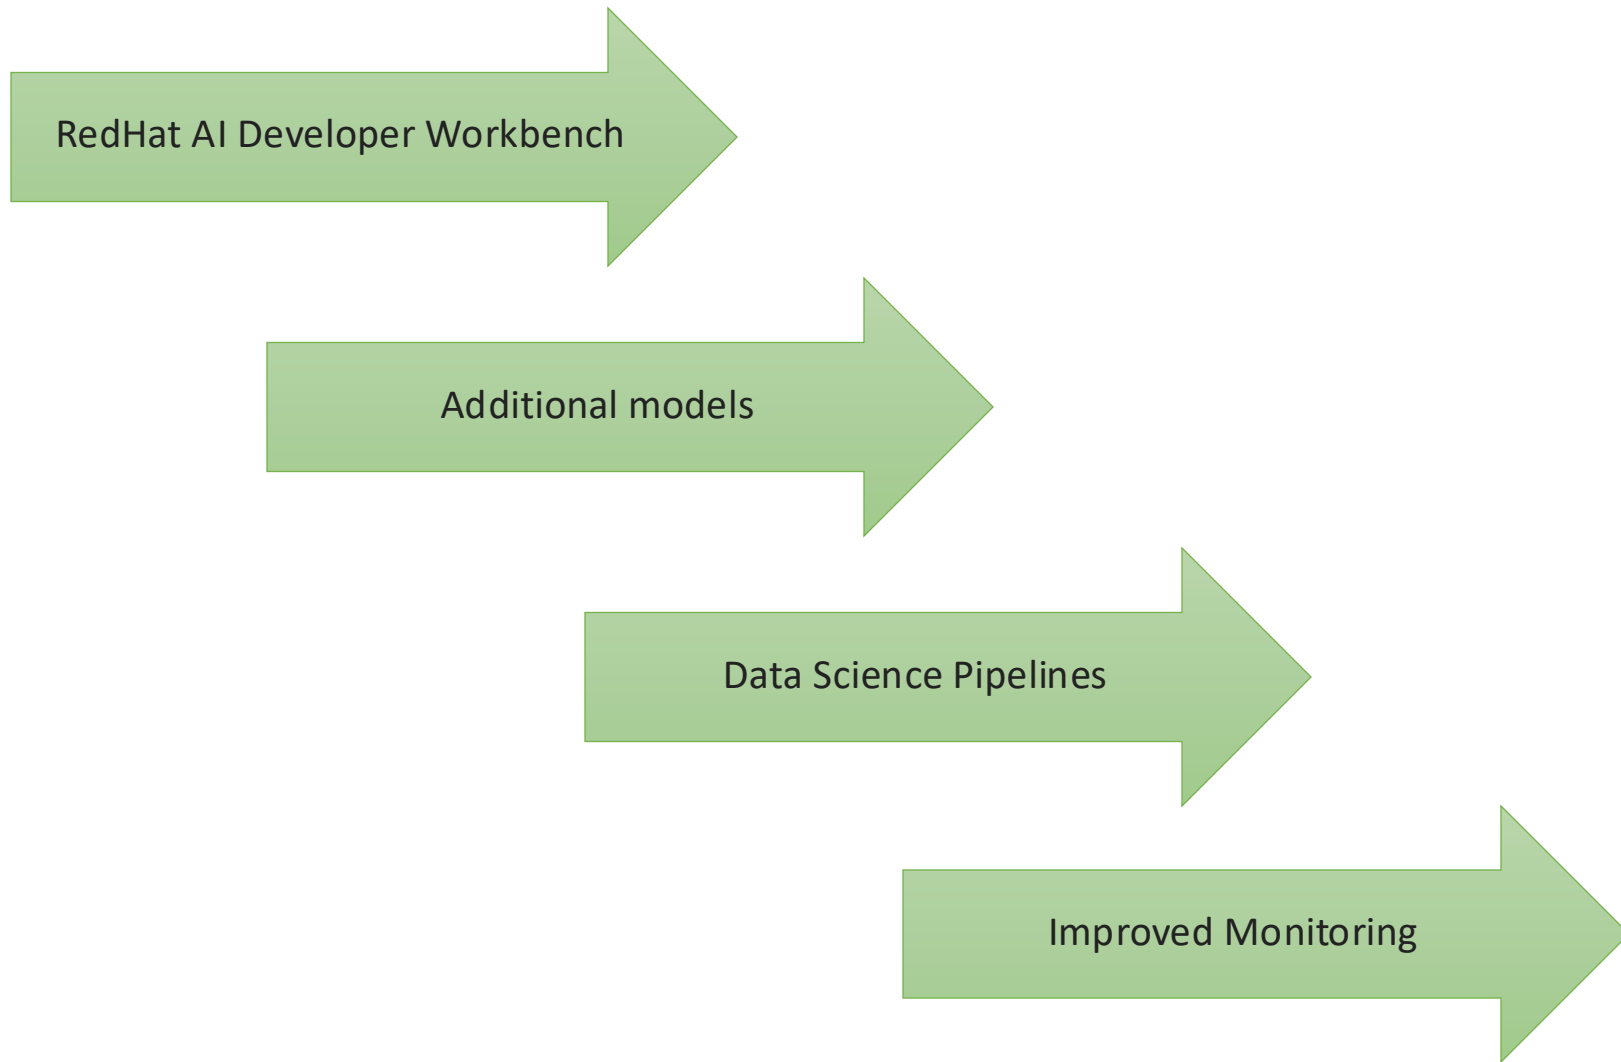 RedHat AI Developer Workbench
Additional models
Data Science Pipelines
Improved Monitoring